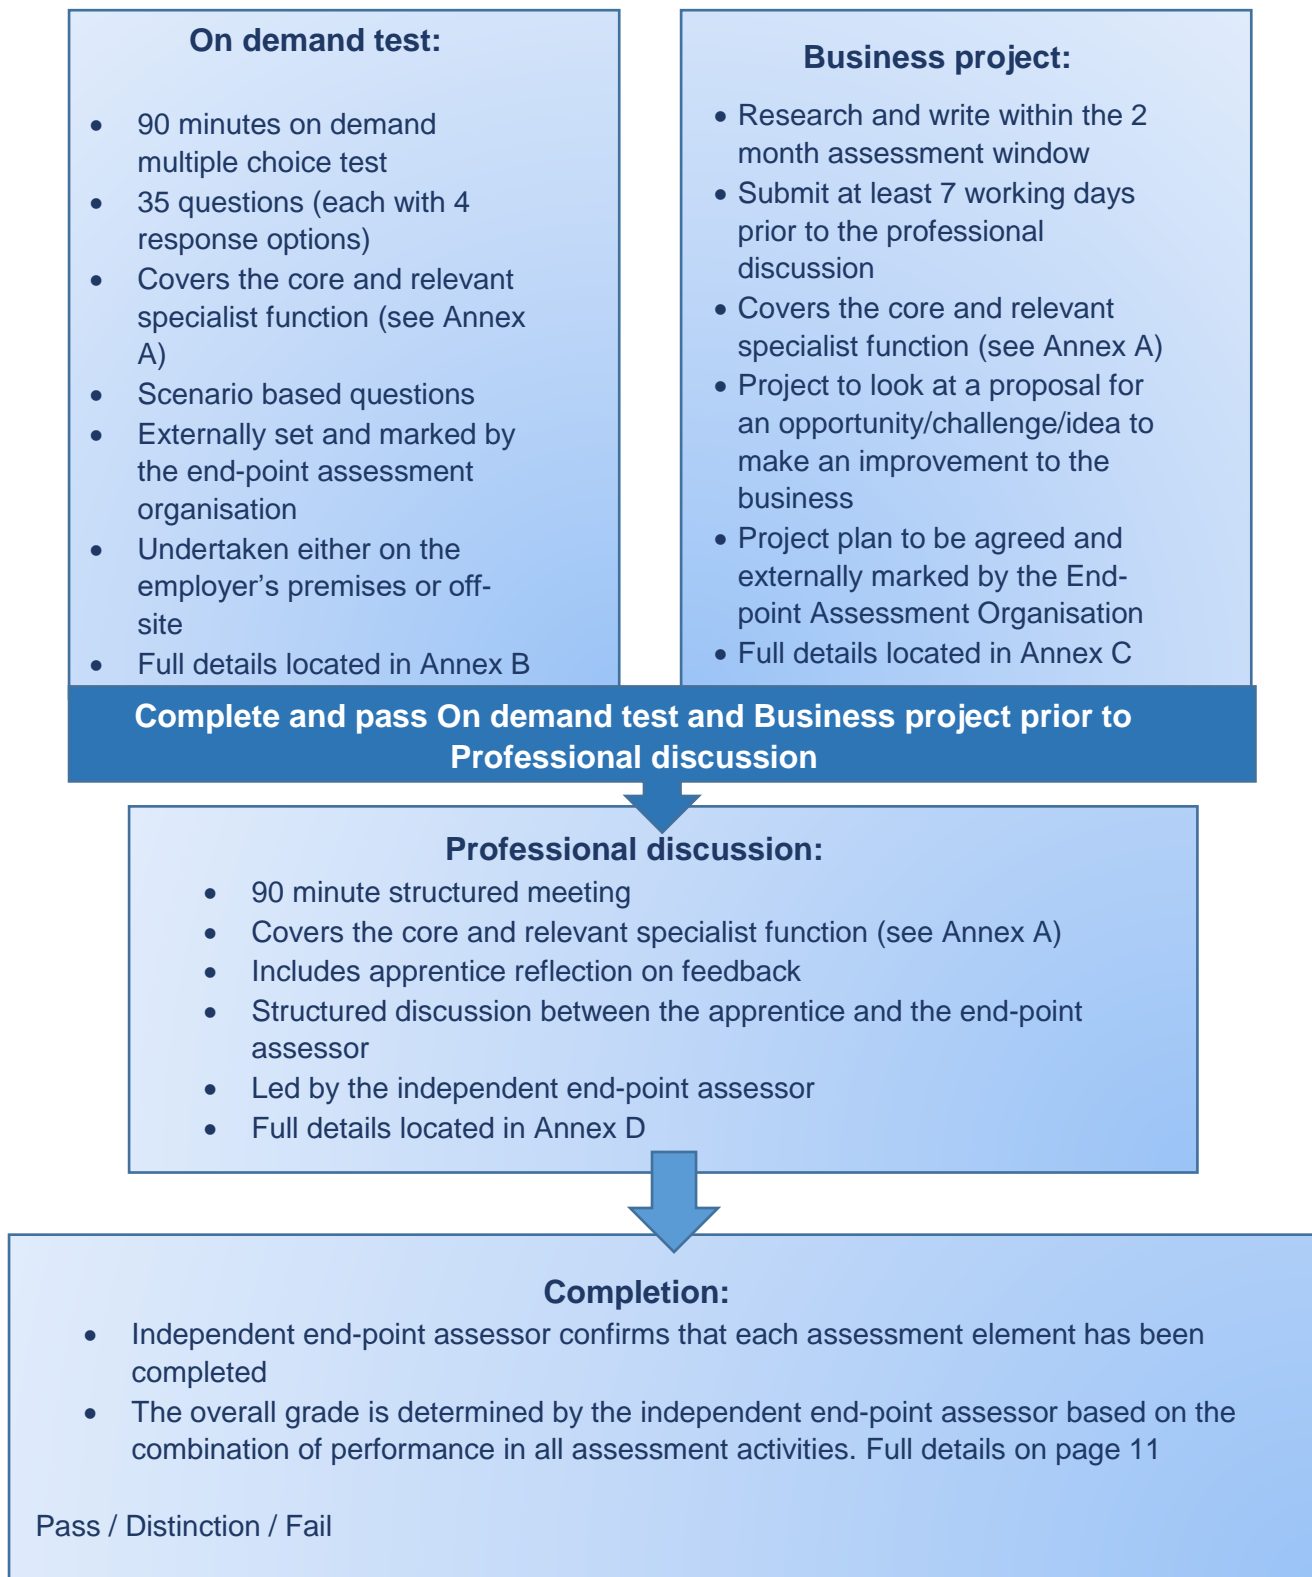 On demand test:
• 90 minutes on demand
multiple choice test
• 35 questions (each with 4
response options)
• Covers the core and relevant
specialist function (see Annex
A)
• Scenario based questions
• Externally set and marked by
the end-point assessment
organisation
• Undertaken either on the
employer’s premises or off-
site
• Full details located in Annex B
Business project:
• Research and write within the 2
month assessment window
• Submit at least 7 working days
prior to the professional
discussion
• Covers the core and relevant
specialist function (see Annex A)
• Project to look at a proposal for
an opportunity/challenge/idea to
make an improvement to the
business
• Project plan to be agreed and
externally marked by the End-
point Assessment Organisation
• Full details located in Annex C
Complete and pass On demand test and Business project prior to
Professional discussion
Professional discussion:
• 90 minute structured meeting
• Covers the core and relevant specialist function (see Annex A)
• Includes apprentice reflection on feedback
• Structured discussion between the apprentice and the end-point
assessor
• Led by the independent end-point assessor
• Full details located in Annex D
Completion:
• Independent end-point assessor confirms that each assessment element has been
completed
• The overall grade is determined by the independent end-point assessor based on the
combination of performance in all assessment activities. Full details on page 11
Pass / Distinction / Fail